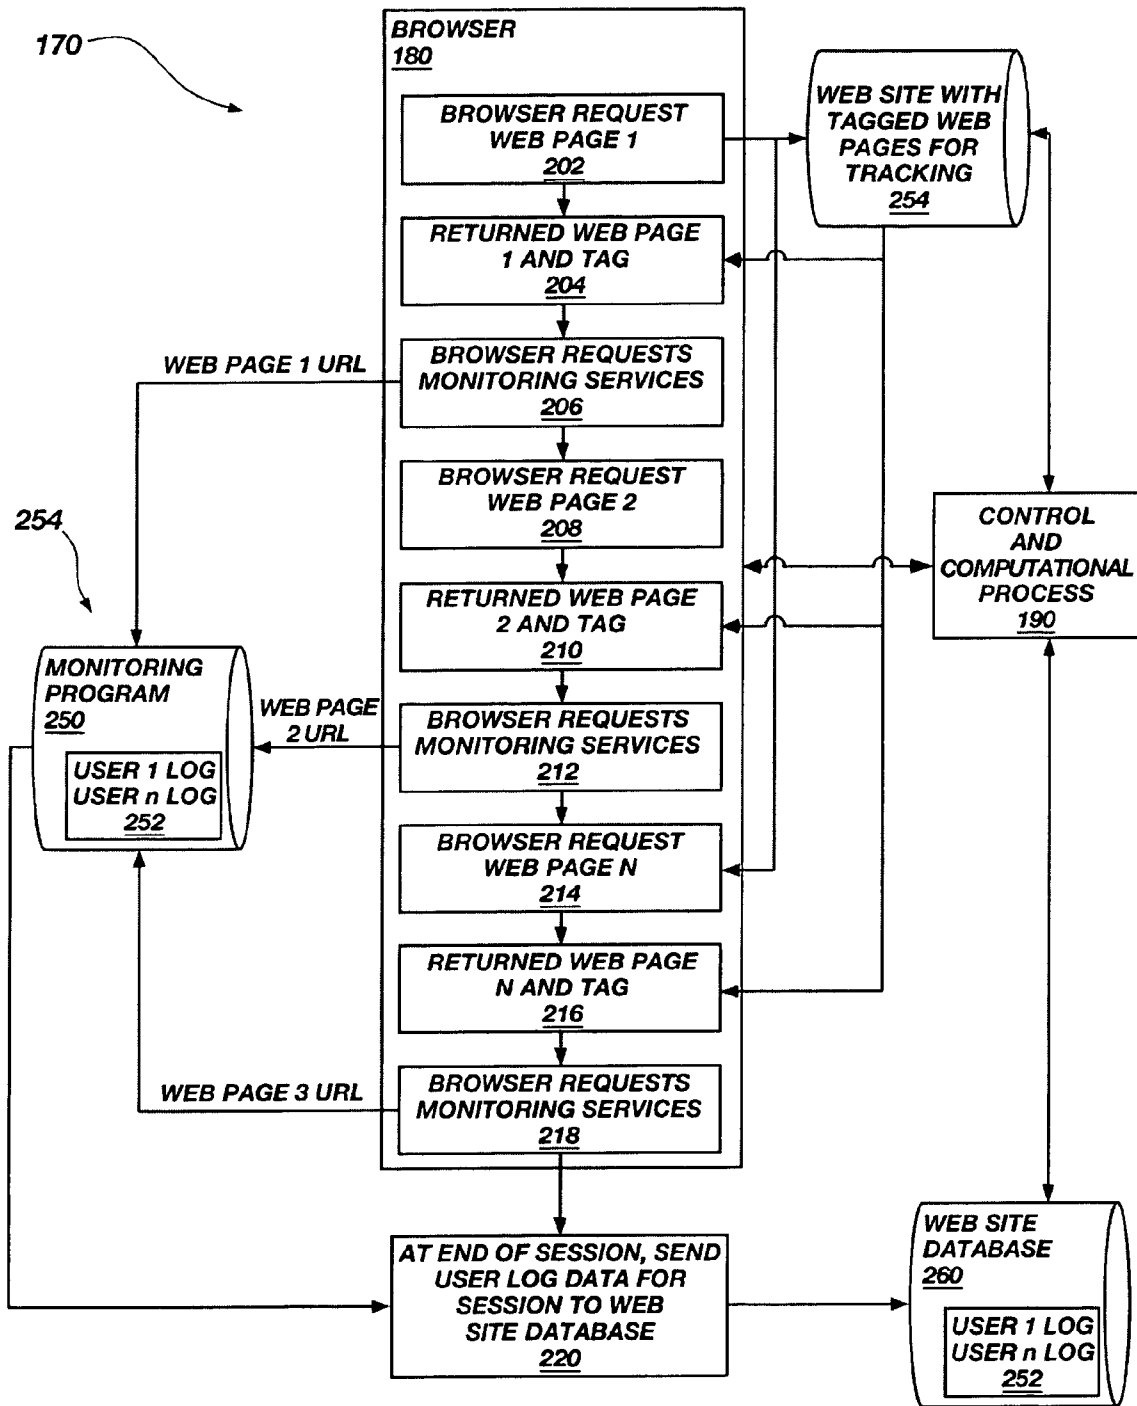 170
BROWSER
180
BROWSER REQUEST
WEB PAGE 1
202
WEB SITE WITH
TAGGED WEB
PAGES FOR
TRACKING
254
RETURNED WEB PAGE
1 AND TAG
204
WEB PAGE 1 URL
BROWSER REQUESTS
MONITORING SERVICES
206
BROWSER REQUEST
WEB PAGE 2
208
254
CONTROL
AND
COMPUTATIONAL
PROCESS
190
RETURNED WEB PAGE
2 AND TAG
210
MONITORING
PROGRAM
250
USER 1 LOG
USER n LOG
252
WEB PAGE
2 URL
BROWSER REQUESTS
MONITORING SERVICES
212
BROWSER REQUEST
WEB PAGE N
214
RETURNED WEB PAGE
N AND TAG
216
WEB PAGE 3 URL
BROWSER REQUESTS
MONITORING SERVICES
218
AT END OF SESSION, SEND
USER LOG DATA FOR
SESSION TO WEB
SITE DATABASE
220
WEB SITE
DATABASE
260
USER 1 LOG
USER n LOG
252